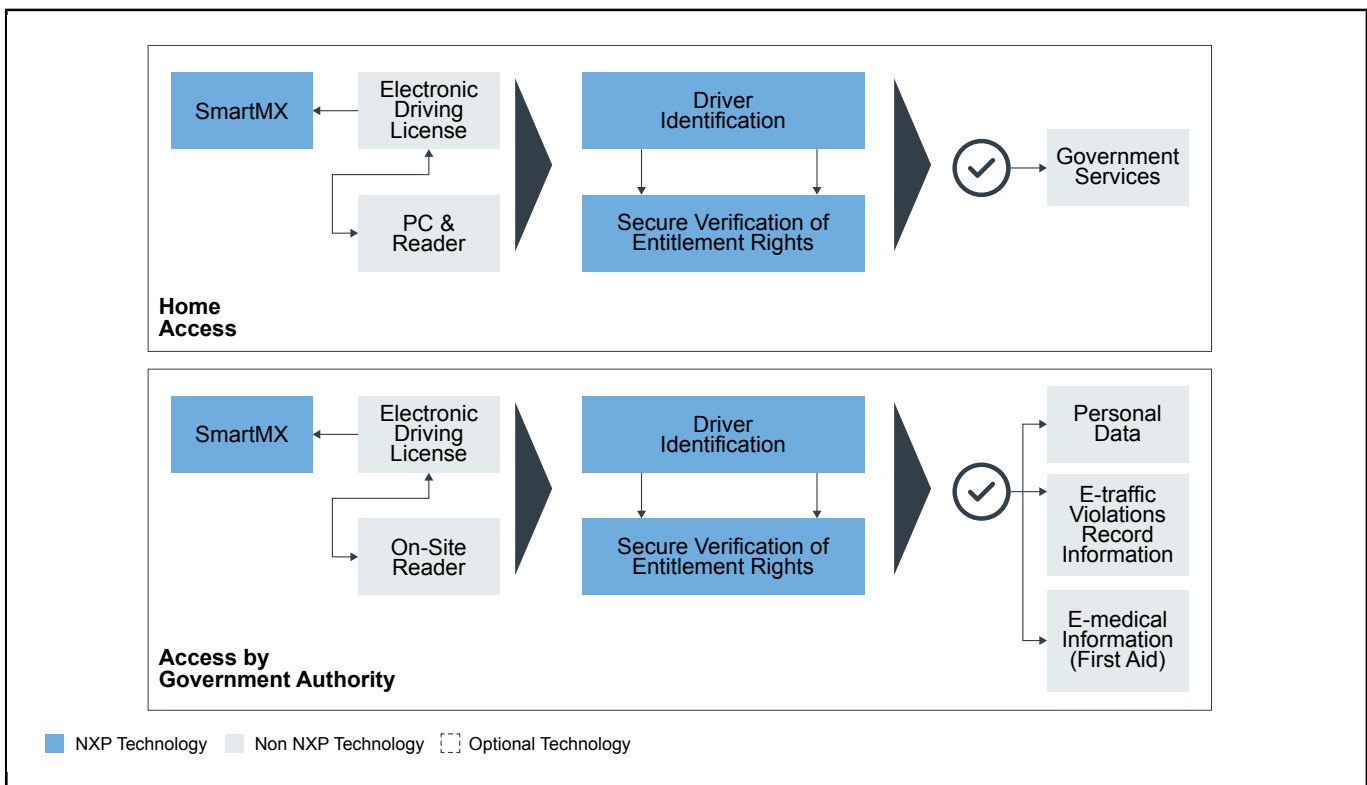 SmartMX
Electronic
Driving
License
PC &
Reader
Driver
Identification
Secure Verification of
Entitlement Rights
Government
Services
Home
Access
SmartMX
Electronic
Driving
License
On-Site
Reader
Driver
Identification
Secure Verification of
Entitlement Rights
Personal
Data
E-traffic
Violations
Record
Information
E-medical
Information
(First Aid)
Access by
Government Authority
NXP Technology Non NXP Technology Optional Technology